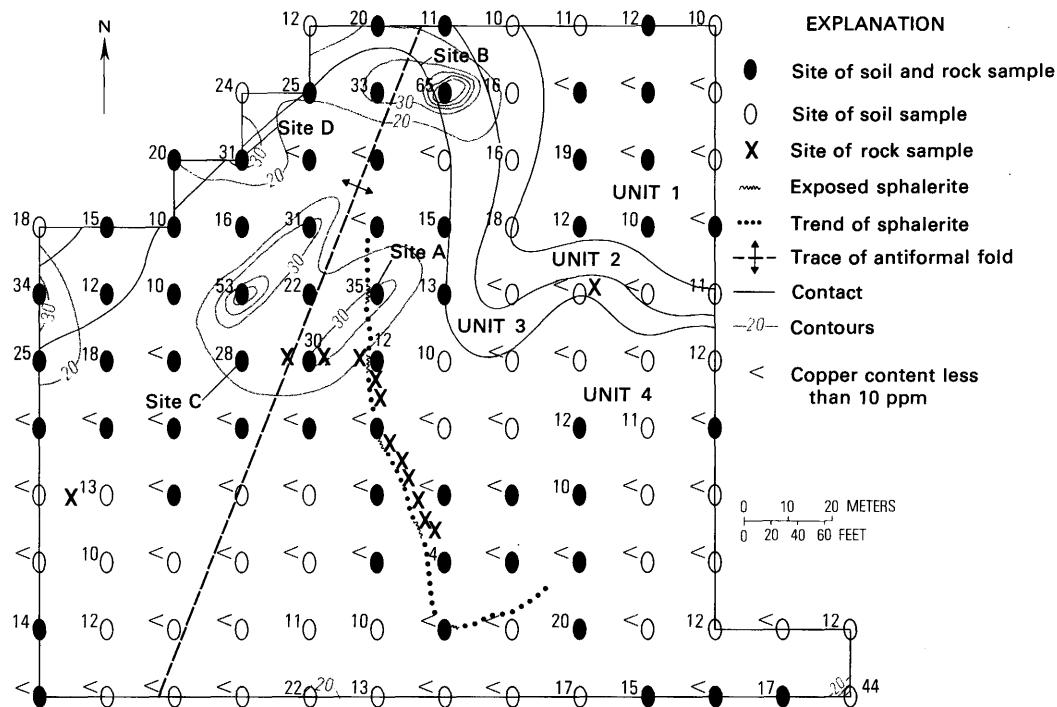 12 20 11 10 11 12 10
EXPLANATION
N
Site B
24 25 33 65 16 < < <
30
20
Site of soil and rock sample
Site of soil sample
Site D
20 31 < < < 16 19 < <
30
20
Site of rock sample
Exposed sphalerite
UNIT 1
18 15 10 16 31 < 15 18 12 10 <
Trend of sphalerite
30
Site A
UNIT 2
Trace of antiformal fold
34 12 10 53 22 35 13 < < < 11
X
Contact
30
30
UNIT 3
-20- Contours
20
25 18 < 28 30 12 10 < < < 12
X X X
< Copper content less
than 10 ppm
Site C
UNIT 4
X
X
< < < < < < < < 12 11 <
X
X
X
< 13 < < < < < < 10 < <
X
X
X
X
0 10 20 METERS
0 20 40 60 FEET
< 10 < < < < 4 < < < <
14 12 < < 11 10 < < 20 < 12 < 12
< < < < 22 13 < < 17 15 < 17 44
20
20